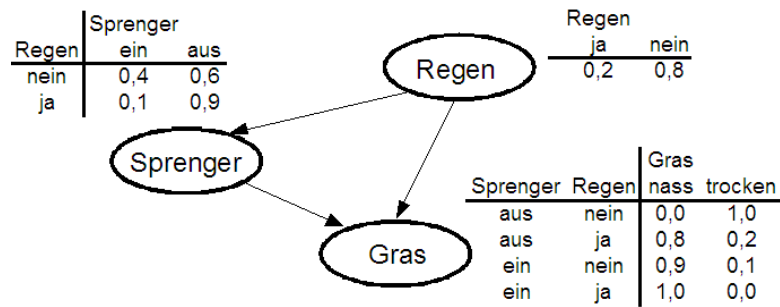 Sprenger
Regen ein aus
nein 0,4 0,6
ja 0,1 0,9
Regen
Regen
ja nein
0,2 0,8
Sprenger
Gras
Gras
Sprenger Regen nass trocken
aus nein 0,0 1,0
aus ja 0,8 0,2
ein nein 0,9 0,1
ein ja 1,0 0,0